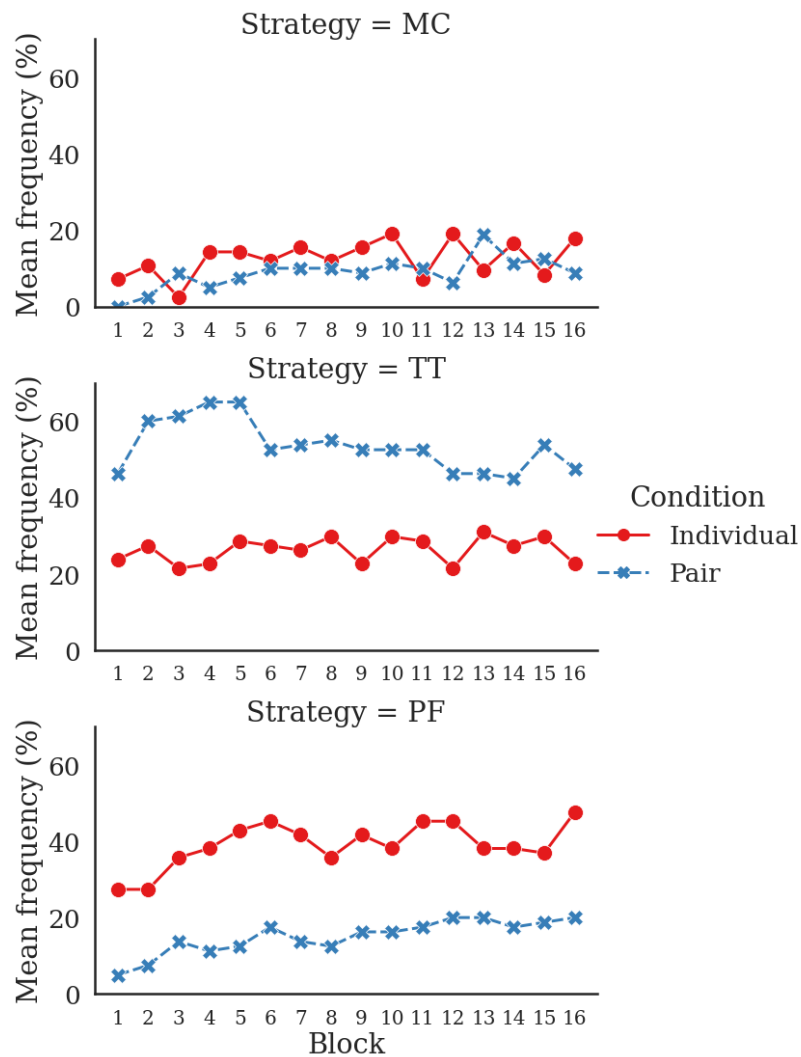 Strategy = MC
Mean frequency (%)
60
40
20
0
1 2 3 4 5 6 7 8 9 10 11 12 13 14 15 16
Strategy = TT
Mean frequency (%)
60
40
20
0
1 2 3 4 5 6 7 8 9 10 11 12 13 14 15 16
Condition
Individual
Pair
Strategy = PF
Mean frequency (%)
60
40
20
0
1 2 3 4 5 6 7 8 9 10 11 12 13 14 15 16
Block